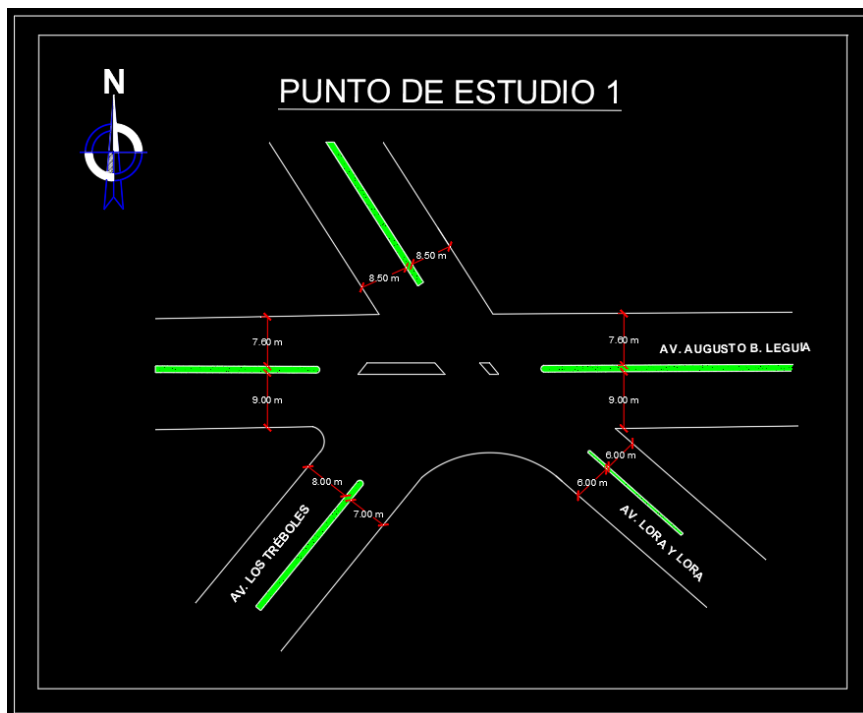 N
PUNTO DE ESTUDIO 1
8.50 m
8.50 m
7.60 m
7.60 m
AV. AUGUSTO B. LEGUIA
9.00 m
9.00 m
6.00 m
8.00 m
6.00 m
7.00 m
AV. LOS TRÉBOLES
AV. LORA Y LORA